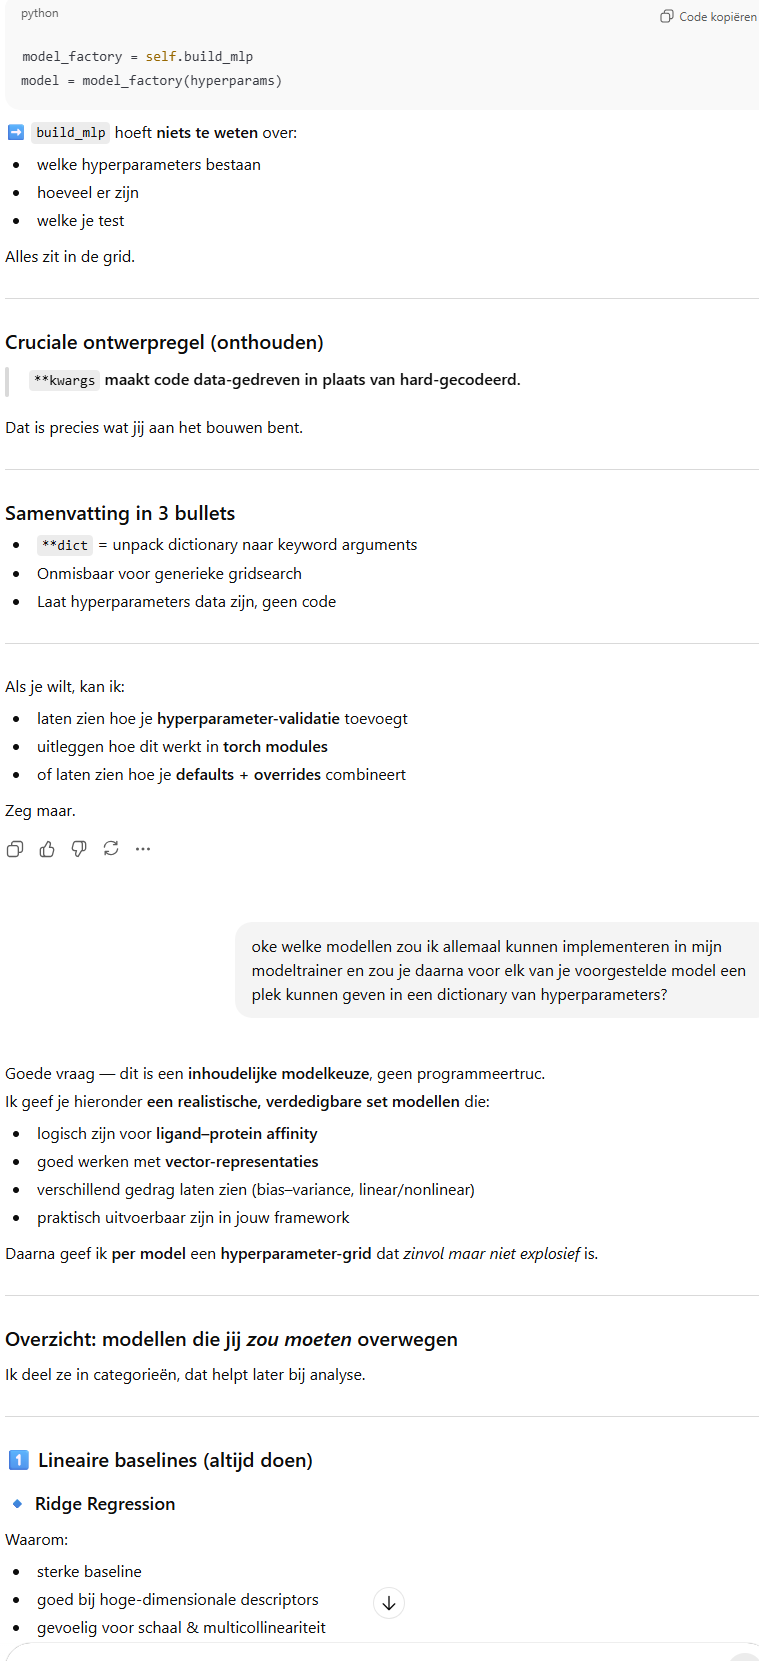 python
Code kopiëren
model_factory = self.build_mlp
model = model_factory(hyperparams)
build_mlp hoeft niets te weten over:
• welke hyperparameters bestaan
• hoeveel er zijn
• welke je test
Alles zit in de grid.
Cruciale ontwerpregel (onthouden)
**kwargs maakt code data-gedreven in plaats van hard-gecodeerd.
Dat is precies wat jij aan het bouwen bent.
Samenvatting in 3 bullets
• **dict = unpack dictionary naar keyword arguments
• Onmisbaar voor generieke gridsearch
• Laat hyperparameters data zijn, geen code
Als je wilt, kan ik:
• laten zien hoe je hyperparameter-validatie toevoegt
• uitleggen hoe dit werkt in torch modules
• of laten zien hoe je defaults + overrides combineert
Zeg maar.
oke welke modellen zou ik allemaal kunnen implementeren in mijn
modeltrainer en zou je daarna voor elk van je voorgestelde model een
plek kunnen geven in een dictionary van hyperparameters?
Goede vraag — dit is een inhoudelijke modelkeuze, geen programmeertruc.
Ik geef je hieronder een realistische, verdedigbare set modellen die:
• logisch zijn voor ligand–protein affinity
• goed werken met vector-representaties
• verschillend gedrag laten zien (bias–variance, linear/nonlinear)
• praktisch uitvoerbaar zijn in jouw framework
Daarna geef ik per model een hyperparameter-grid dat zinvol maar niet explosief is.
Overzicht: modellen die jij zou moeten overwegen
Ik deel ze in categorieën, dat helpt later bij analyse.
1 Lineaire baselines (altijd doen)
Ridge Regression
Waarom:
• sterke baseline
• goed bij hoge-dimensionale descriptors
• gevoelig voor schaal & multicollineariteit